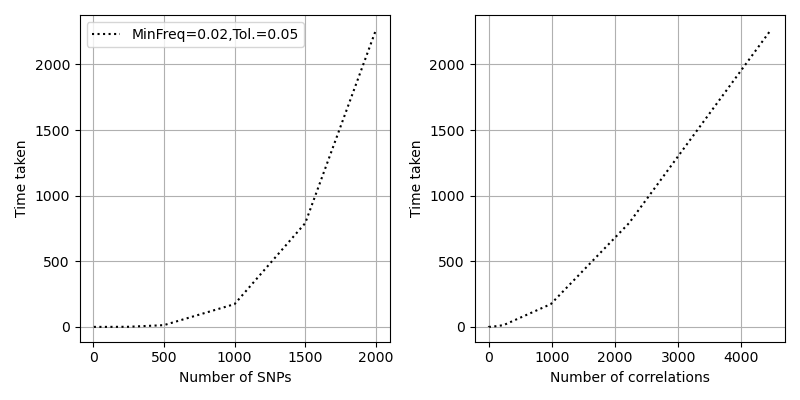 MinFreq=0.02,Tol.=0.05
2000
1500
1000
500
0
Time taken
0 500 1000 1500 2000
Number of SNPs
2000
1500
1000
500
0
Time taken
0 1000 2000 3000 4000
Number of correlations